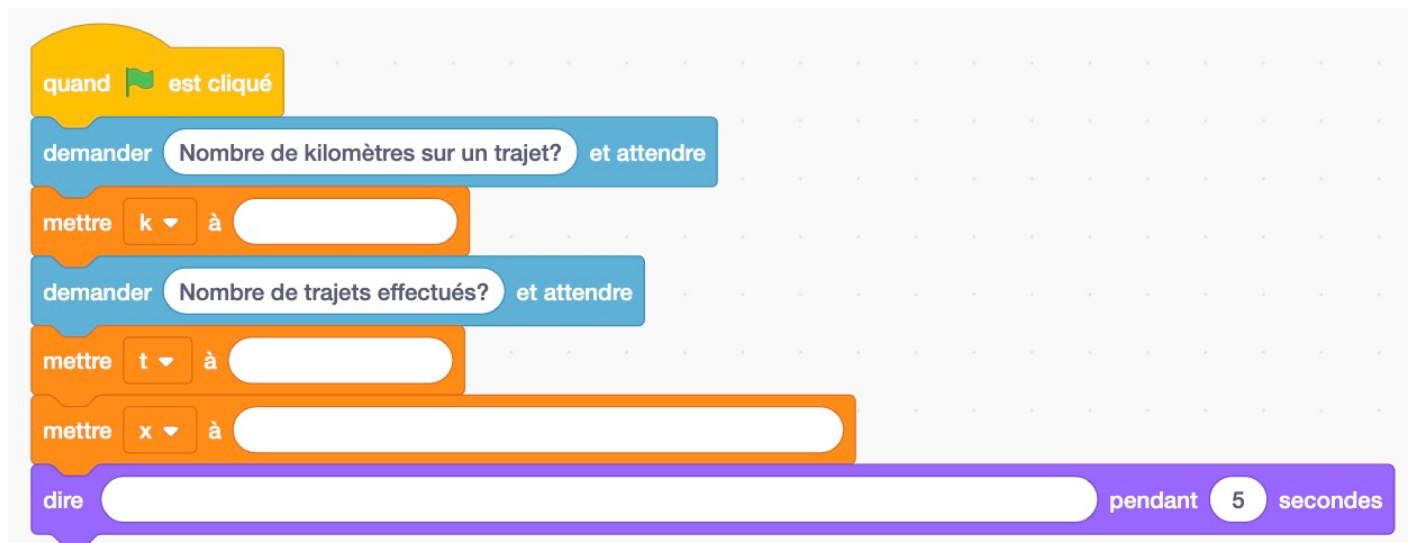 quand est cliqué
demander Nombre de kilomètres sur un trajet? et attendre
mettre k à
demander Nombre de trajets effectués? et attendre
mettre t à
mettre x à
dire pendant 5 secondes